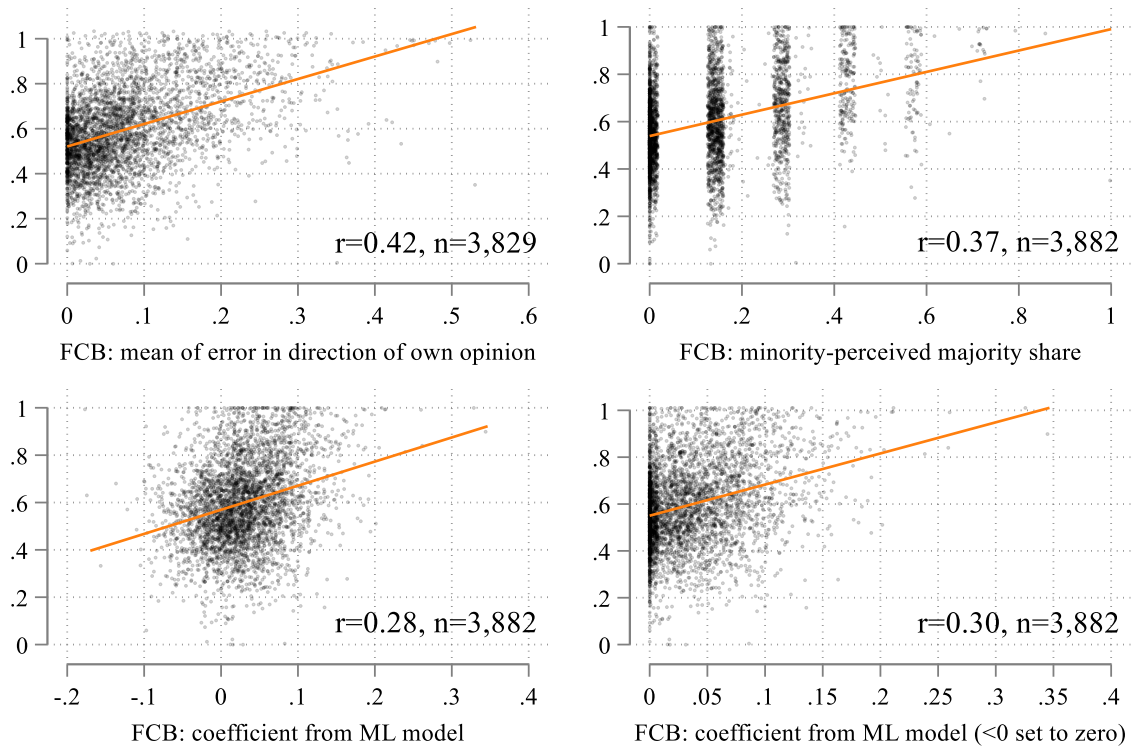 1
.8
.6
.4
.2
0
r=0.42, n=3,829
0 .1 .2 .3 .4 .5 .6
FCB: mean of error in direction of own opinion
1
.8
.6
.4
.2
0
r=0.37, n=3,882
0 .2 .4 .6 .8 1
FCB: minority-perceived majority share
1
.8
.6
.4
.2
0
r=0.28, n=3,882
-.2 -.1 0 .1 .2 .3 .4
FCB: coefficient from ML model
1
.8
.6
.4
.2
0
r=0.30, n=3,882
0 .05 .1 .15 .2 .25 .3 .35 .4
FCB: coefficient from ML model (<0 set to zero)